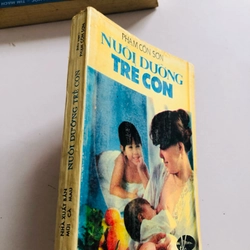 PHẠM CÔN SƠN
NUÔI DƯỠNG
TRẺ CON
NUÔI DƯỠNG TRẺ CON
NHÀ XUẤT BẢN
MŨI CÀ MAU